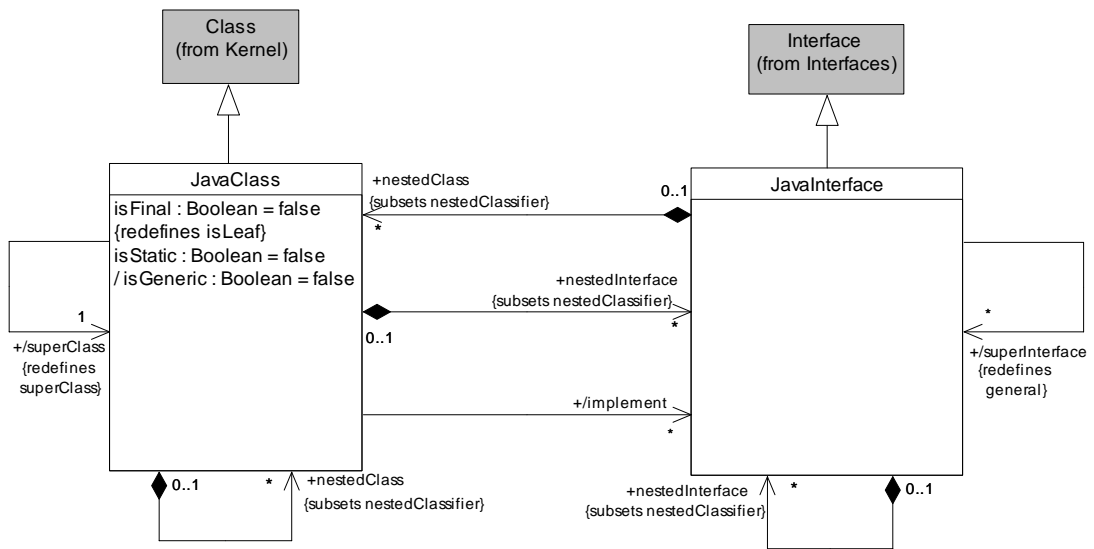 Class
(from Kernel)
Interface
(from Interfaces)
JavaClass
isFinal : Boolean = false
{redefines isLeaf}
isStatic : Boolean = false
/ isGeneric : Boolean = false
JavaInterface
+nestedClass
{subsets nestedClassifier}
*
0..1
+nestedInterface
{subsets nestedClassifier}
*
0..1
+/implement
*
1
+/superClass
{redefines
superClass}
*
+/superInterface
{redefines
general}
0..1
*
+nestedClass
{subsets nestedClassifier}
+nestedInterface
{subsets nestedClassifier}
*
0..1